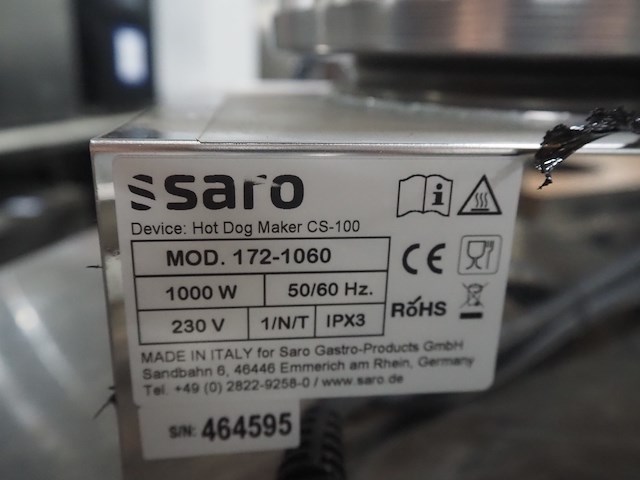 saro
Device: Hot Dog Maker CS-100
MOD. 172-1060
1000 W 50/60 Hz.
230 V 1/N/T IPX3
CE
RoHS
MADE IN ITALY for Saro Gastro-Products GmbH
Sandbahn 6, 46446 Emmerich am Rhein, Germany
Tel. +49 (0) 2822-9258-0 / www.saro.de
S/N: 464595